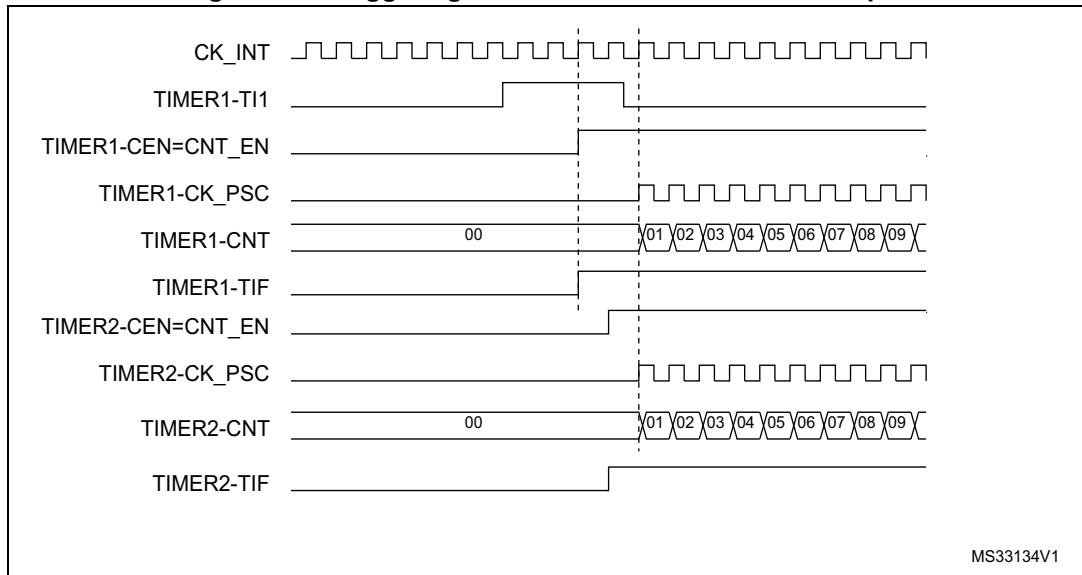 CK_INT
TIMER1-TI1
TIMER1-CEN=CNT_EN
TIMER1-CK_PSC
TIMER1-CNT 00 01 02 03 04 05 06 07 08 09
TIMER1-TIF
TIMER2-CEN=CNT_EN
TIMER2-CK_PSC
TIMER2-CNT 00 01 02 03 04 05 06 07 08 09
TIMER2-TIF
MS33134V1